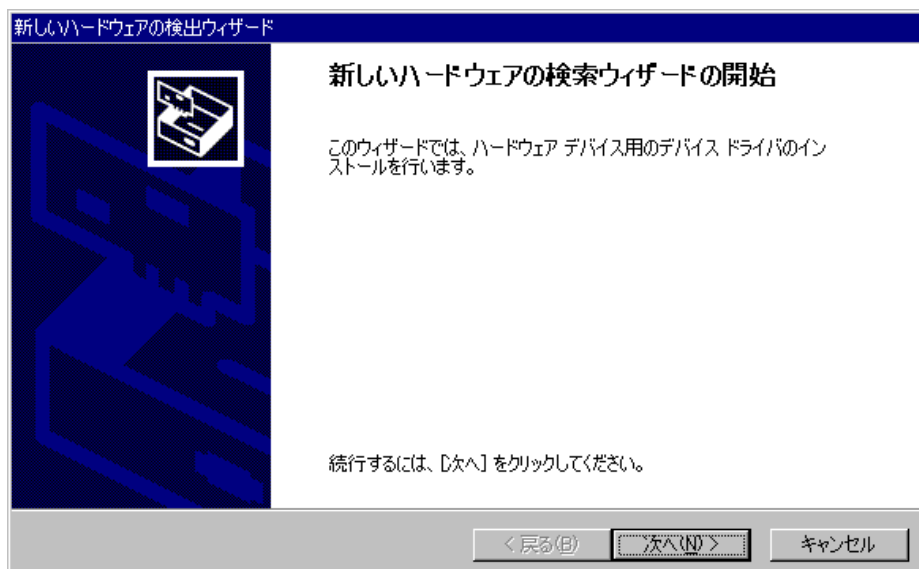 新しいハードウェアの検出ウィザード
新しいハードウェアの検索ウィザードの開始
このウィザードでは、ハードウェア デバイス用のデバイス ドライバのイン
ストールを行います。
続行するには、[次へ] をクリックしてください。
< 戻る(B) 次へ(N) > キャンセル